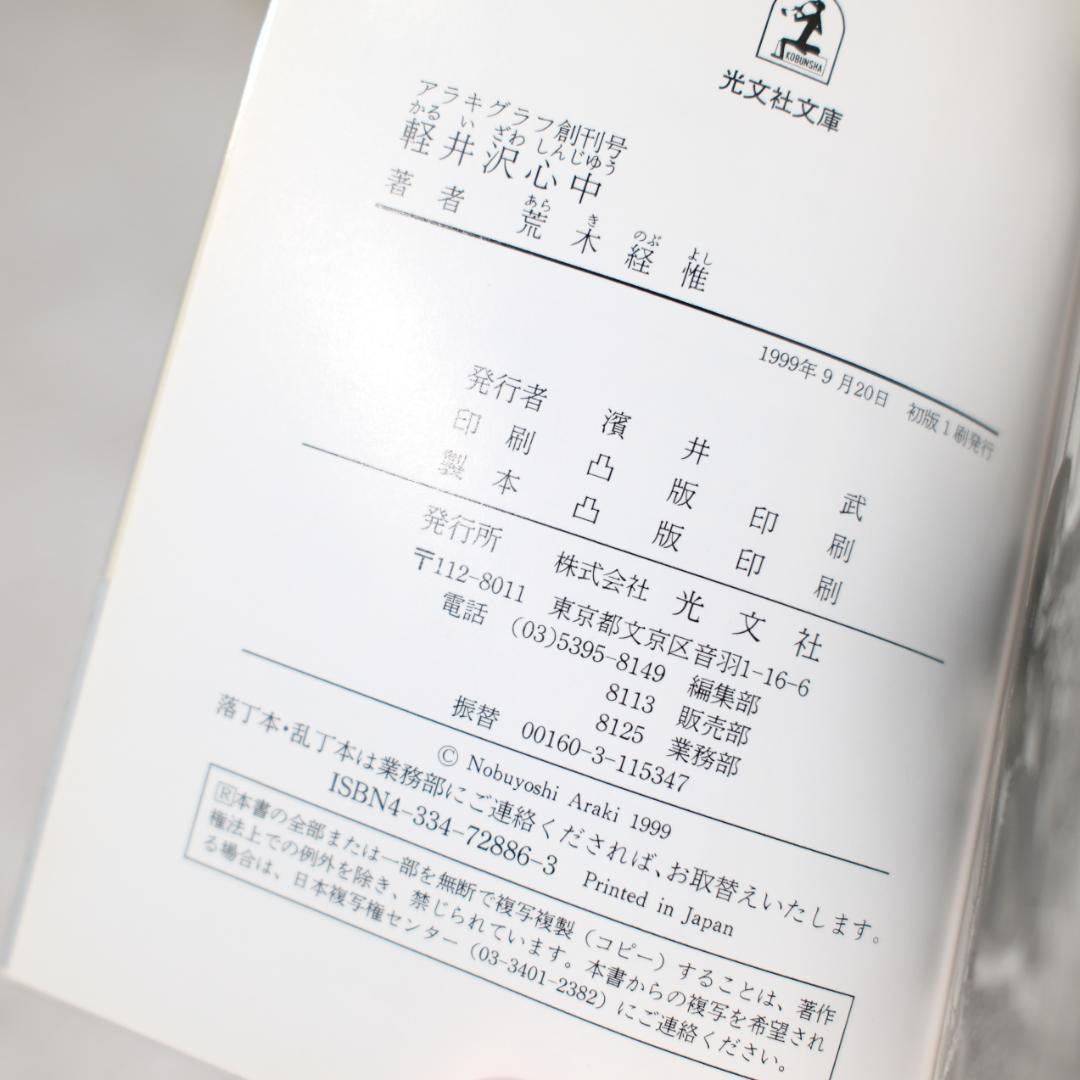 KOBUNSHA
光文社文庫
アラキグラフ創刊号
かるいざわしんじゅう
軽井沢心中
あらき のぶよし
著者 荒木経惟
1999年9月20日 初版1刷発行
発行者 濱井 武
印刷 凸版印刷
製本 凸版印刷
発行所 株式会社 光文社
〒112-8011 東京都文京区音羽1-16-6
電話 (03)5395-8149 編集部
8113 販売部
8125 業務部
振替 00160-3-115347
© Nobuyoshi Araki 1999
落丁本・乱丁本は業務部にご連絡くだされば、お取替えいたします。
ISBN4-334-72886-3 Printed in Japan
R本書の全部または一部を無断で複写複製（コピー）することは、著作
権法上での例外を除き、禁じられています。本書からの複写を希望され
る場合は、日本複写権センター（03-3401-2382）にご連絡ください。